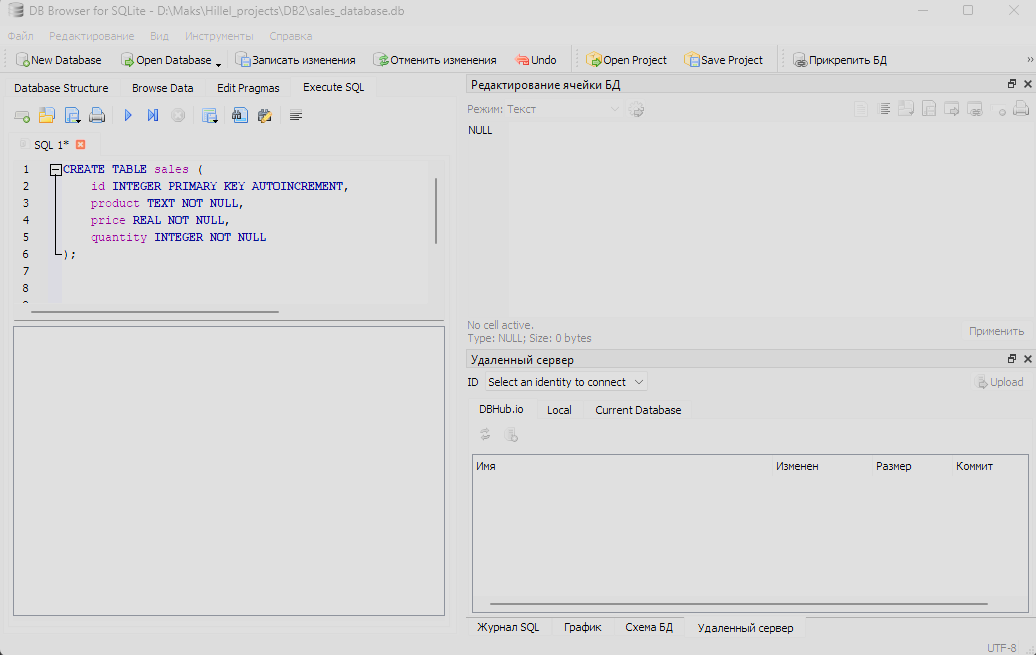 DB Browser for SQLite - D:\Maks\Hillel_projects\DB2\sales_database.db
Файл Редактирование Вид Инструменты Справка
New Database Open Database Записать изменения Отменить изменения Undo Open Project Save Project Прикрепить БД »
Database Structure Browse Data Edit Pragmas Execute SQL
SQL 1*
1 CREATE TABLE sales (
2 id INTEGER PRIMARY KEY AUTOINCREMENT,
3 product TEXT NOT NULL,
4 price REAL NOT NULL,
5 quantity INTEGER NOT NULL
6 );
7
8
Редактирование ячейки БД
Режим: Текст
NULL
No cell active.
Type: NULL; Size: 0 bytes
Применить
Удаленный сервер
ID Select an identity to connect Upload
DBHub.io Local Current Database
Имя Изменен Размер Коммит
Журнал SQL График Схема БД Удаленный сервер
UTF-8